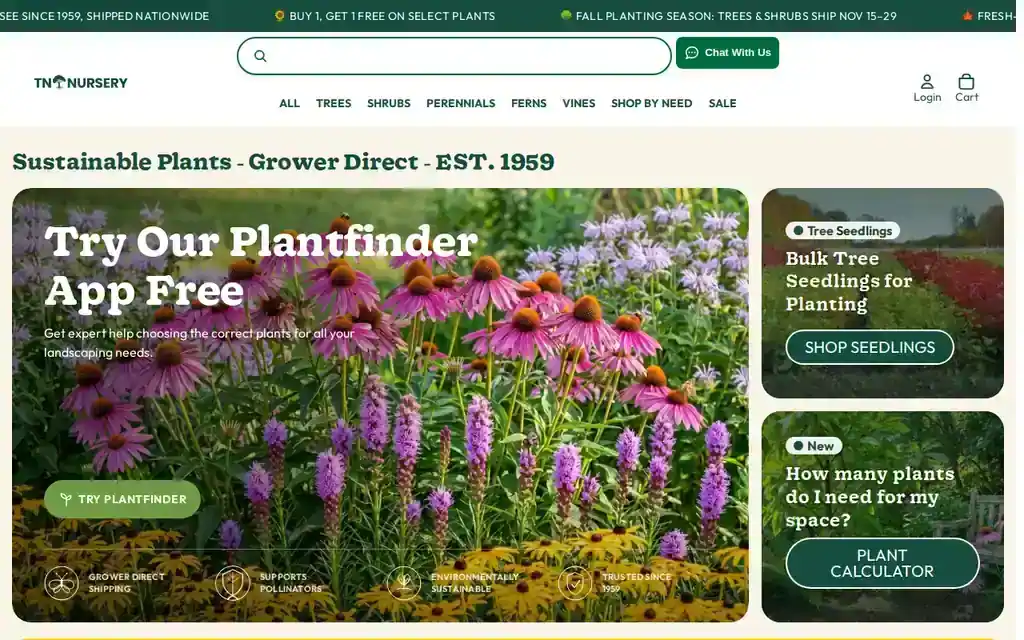 SEE SINCE 1959, SHIPPED NATIONWIDE
BUY 1, GET 1 FREE ON SELECT PLANTS
FALL PLANTING SEASON: TREES & SHRUBS SHIP NOV 15–29
FRESH-
Chat With Us
TN NURSERY
Login
Cart
ALL
TREES
SHRUBS
PERENNIALS
FERNS
VINES
SHOP BY NEED
SALE
Sustainable Plants - Grower Direct - EST. 1959
Try Our Plantfinder
App Free
Get expert help choosing the correct plants for all your
landscaping needs.
TRY PLANTFINDER
GROWER DIRECT
SHIPPING
SUPPORTS
POLLINATORS
ENVIRONMENTALLY
SUSTAINABLE
TRUSTED SINCE
1959
Tree Seedlings
Bulk Tree
Seedlings for
Planting
SHOP SEEDLINGS
New
How many plants
do I need for my
space?
PLANT
CALCULATOR